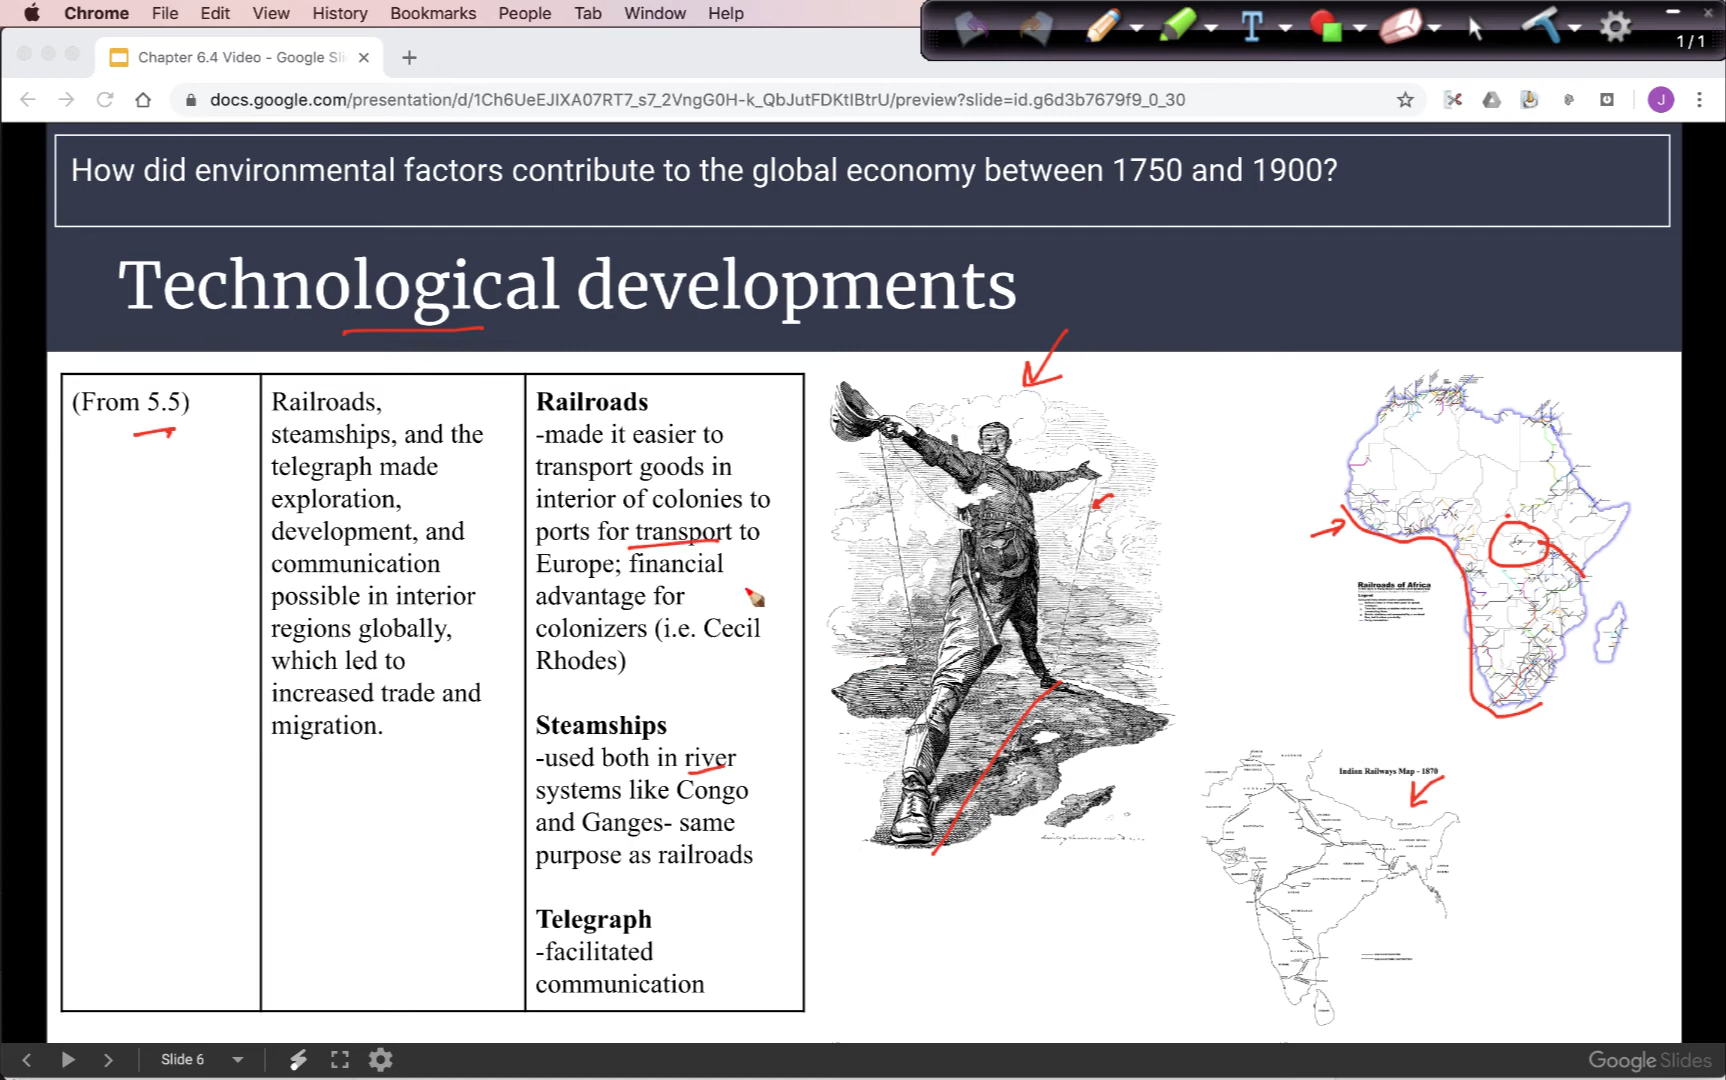 Chrome File Edit View History Bookmarks People Tab Window Help
1/1
Chapter 6.4 Video - Google Sli
docs.google.com/presentation/d/1Ch6UeEJIXA07RT7_s7_2VngG0H-k_QbJutFDKtIBtrU/preview?slide=id.g6d3b7679f9_0_30
J
How did environmental factors contribute to the global economy between 1750 and 1900?
Technological developments
(From 5.5)
Railroads,
steamships, and the
telegraph made
exploration,
development, and
communication
possible in interior
regions globally,
which led to
increased trade and
migration.
Railroads
-made it easier to
transport goods in
interior of colonies to
ports for transport to
Europe; financial
advantage for
colonizers (i.e. Cecil
Rhodes)
Steamships
-used both in river
systems like Congo
and Ganges- same
purpose as railroads
Telegraph
-facilitated
communication
Railroads of Africa
Legend
Indian Railways Map - 1870
Slide 6
Google Slides